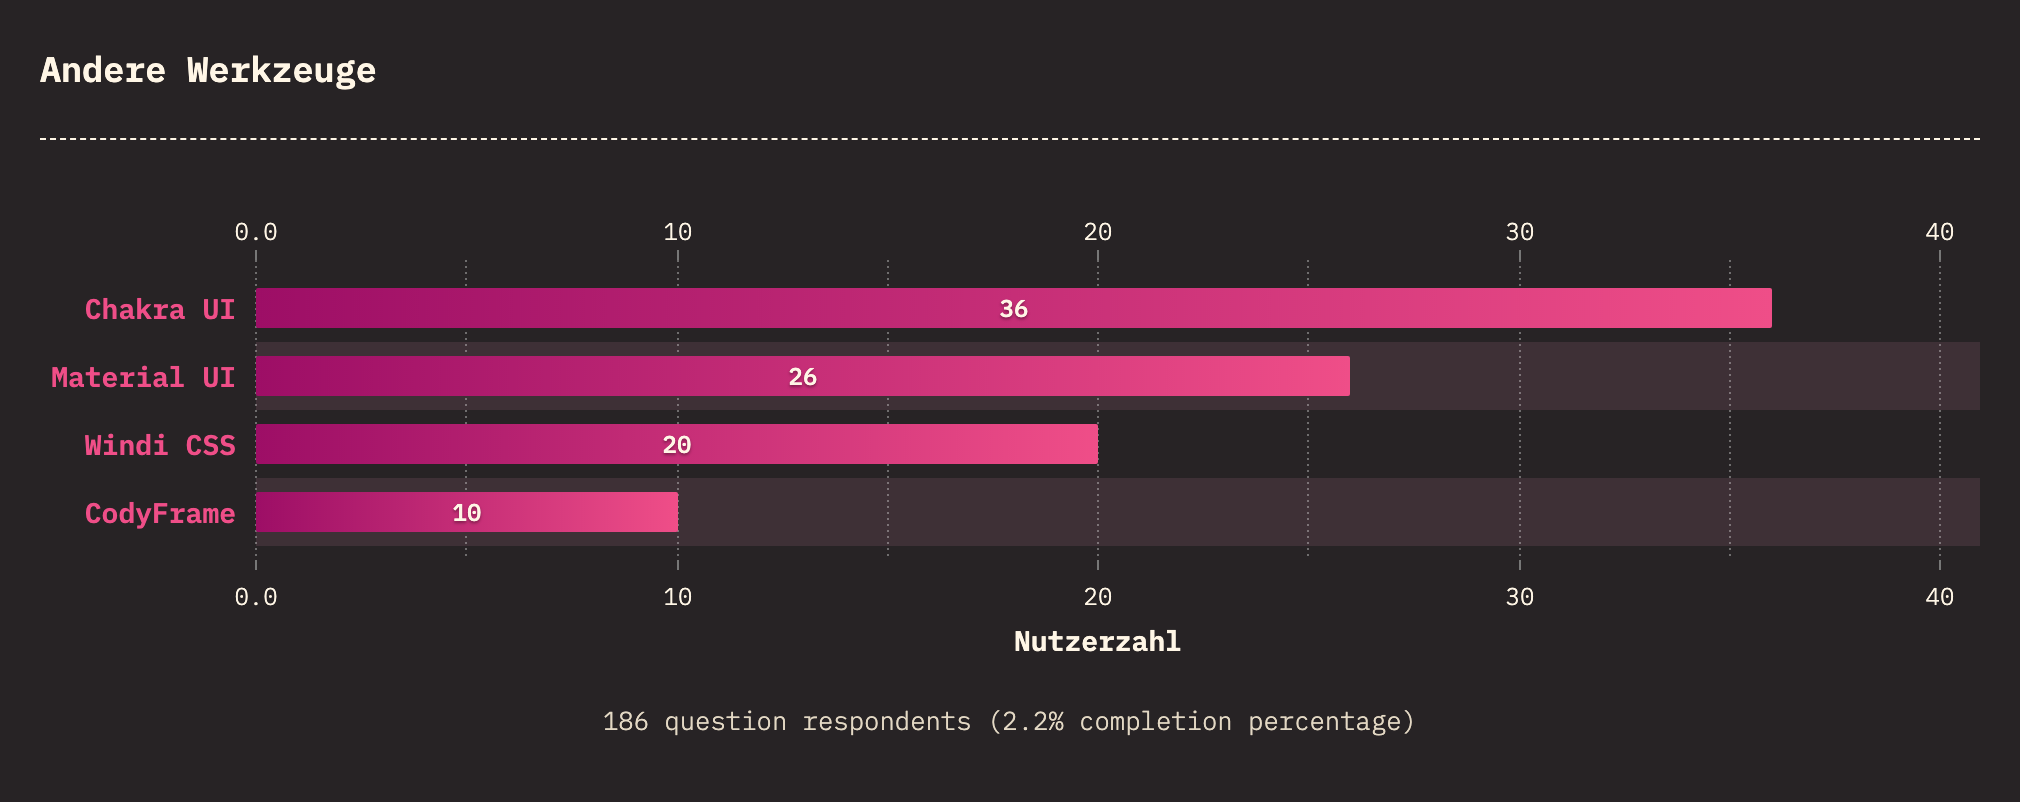 Andere Werkzeuge
0.0 10 20 30 40
Chakra UI 36
Material UI 26
Windi CSS 20
CodyFrame 10
0.0 10 20 30 40
Nutzerzahl
186 question respondents (2.2% completion percentage)